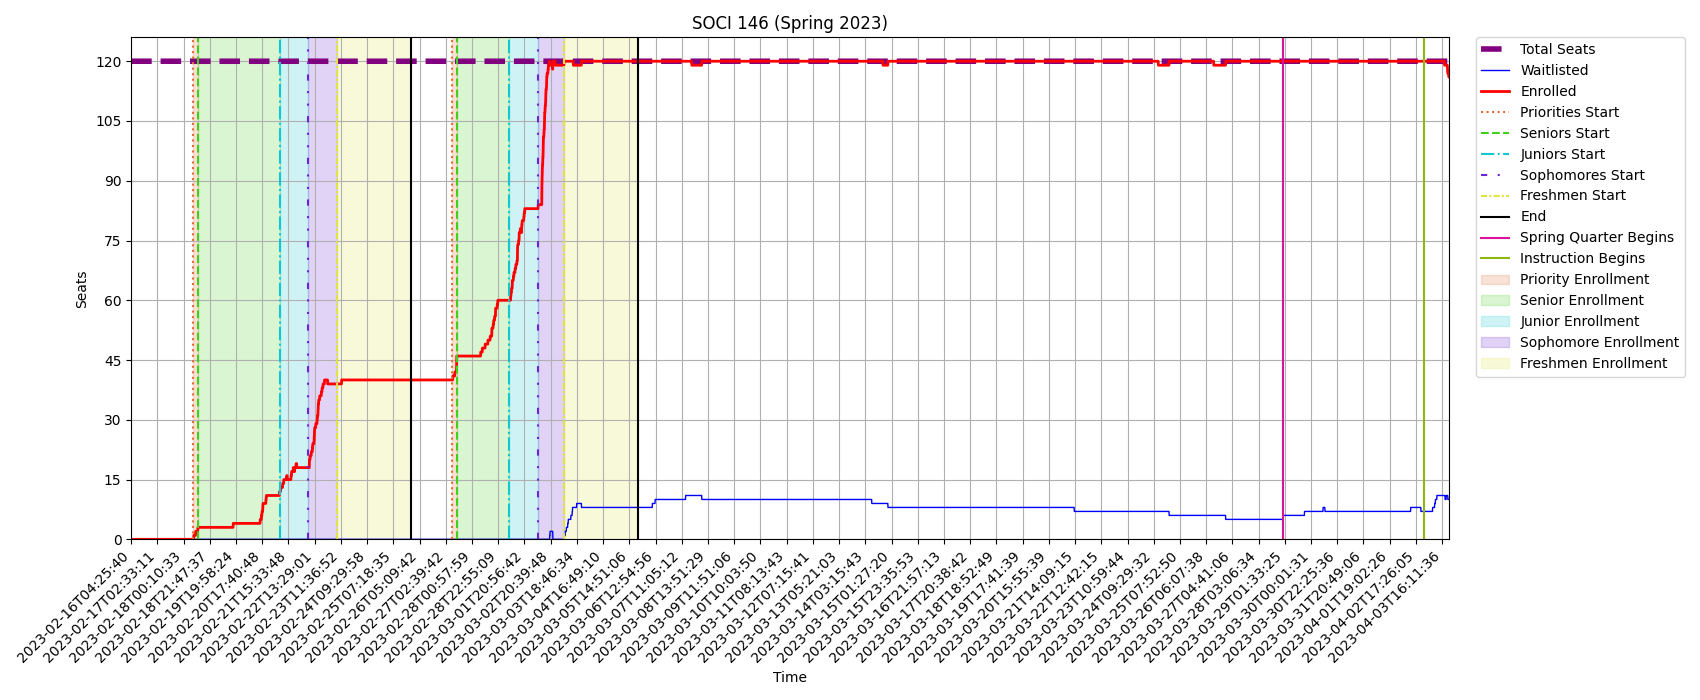 SOCI 146 (Spring 2023)
Seats
120
105
90
75
60
45
30
15
0
2023-02-16T04:25:40
2023-02-17T02:33:11
2023-02-18T00:10:33
2023-02-18T21:47:37
2023-02-19T19:58:24
2023-02-20T17:40:48
2023-02-21T15:33:49
2023-02-22T13:29:01
2023-02-23T11:36:52
2023-02-24T09:29:58
2023-02-25T07:18:35
2023-02-26T05:09:42
2023-02-27T02:39:42
2023-02-28T00:57:59
2023-02-28T22:55:05
2023-03-01T20:56:42
2023-03-02T20:39:48
2023-03-03T18:46:34
2023-03-04T16:49:10
2023-03-05T14:51:06
2023-03-06T12:54:56
2023-03-07T11:05:12
2023-03-08T13:51:29
2023-03-09T11:51:06
2023-03-10T10:03:50
2023-03-11T08:13:43
2023-03-12T07:15:41
2023-03-13T05:21:03
2023-03-14T03:15:43
2023-03-15T01:27:20
2023-03-15T23:35:53
2023-03-16T21:57:13
2023-03-17T20:38:42
2023-03-18T18:52:49
2023-03-19T17:41:39
2023-03-20T15:55:39
2023-03-21T14:09:15
2023-03-22T12:42:15
2023-03-23T10:59:44
2023-03-24T09:29:32
2023-03-25T07:52:50
2023-03-26T06:07:38
2023-03-27T04:41:06
2023-03-28T03:06:34
2023-03-29T01:33:25
2023-03-30T00:01:31
2023-03-30T22:25:36
2023-03-31T20:49:06
2023-04-01T19:02:26
2023-04-02T17:26:05
2023-04-03T16:11:36
Time
Total Seats
Waitlisted
Enrolled
Priorities Start
Seniors Start
Juniors Start
Sophomores Start
Freshmen Start
End
Spring Quarter Begins
Instruction Begins
Priority Enrollment
Senior Enrollment
Junior Enrollment
Sophomore Enrollment
Freshmen Enrollment